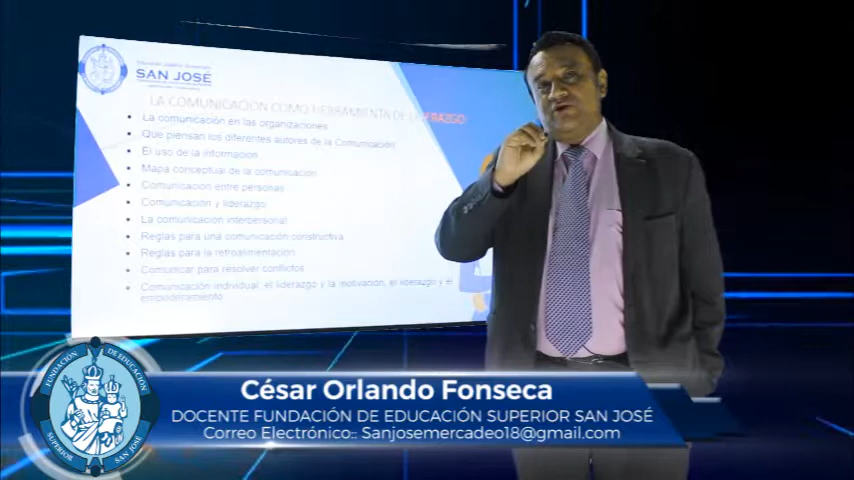 SAN JOSÉ
LA COMUNICACIÓN COMO HERRAMIENTA DE LIDERAZGO
• La comunicación en las organizaciones
• Que piensan los diferentes autores de la Comunicación
• El uso de la información
• Mapa conceptual de la comunicación
• Comunicación entre personas
• Comunicación y liderazgo
• La comunicación interpersonal
• Reglas para una comunicación constructiva
• Reglas para la retroalimentación
• Comunicar para resolver conflictos
• Comunicación individual: el liderazgo y la motivación, el liderazgo y el
empoderamiento
FUNDACIÓN DE EDUCACIÓN
SUPERIOR SAN JOSÉ
César Orlando Fonseca
DOCENTE FUNDACIÓN DE EDUCACIÓN SUPERIOR SAN JOSÉ
Correo Electrónico:: Sanjosemercadeo18@gmail.com